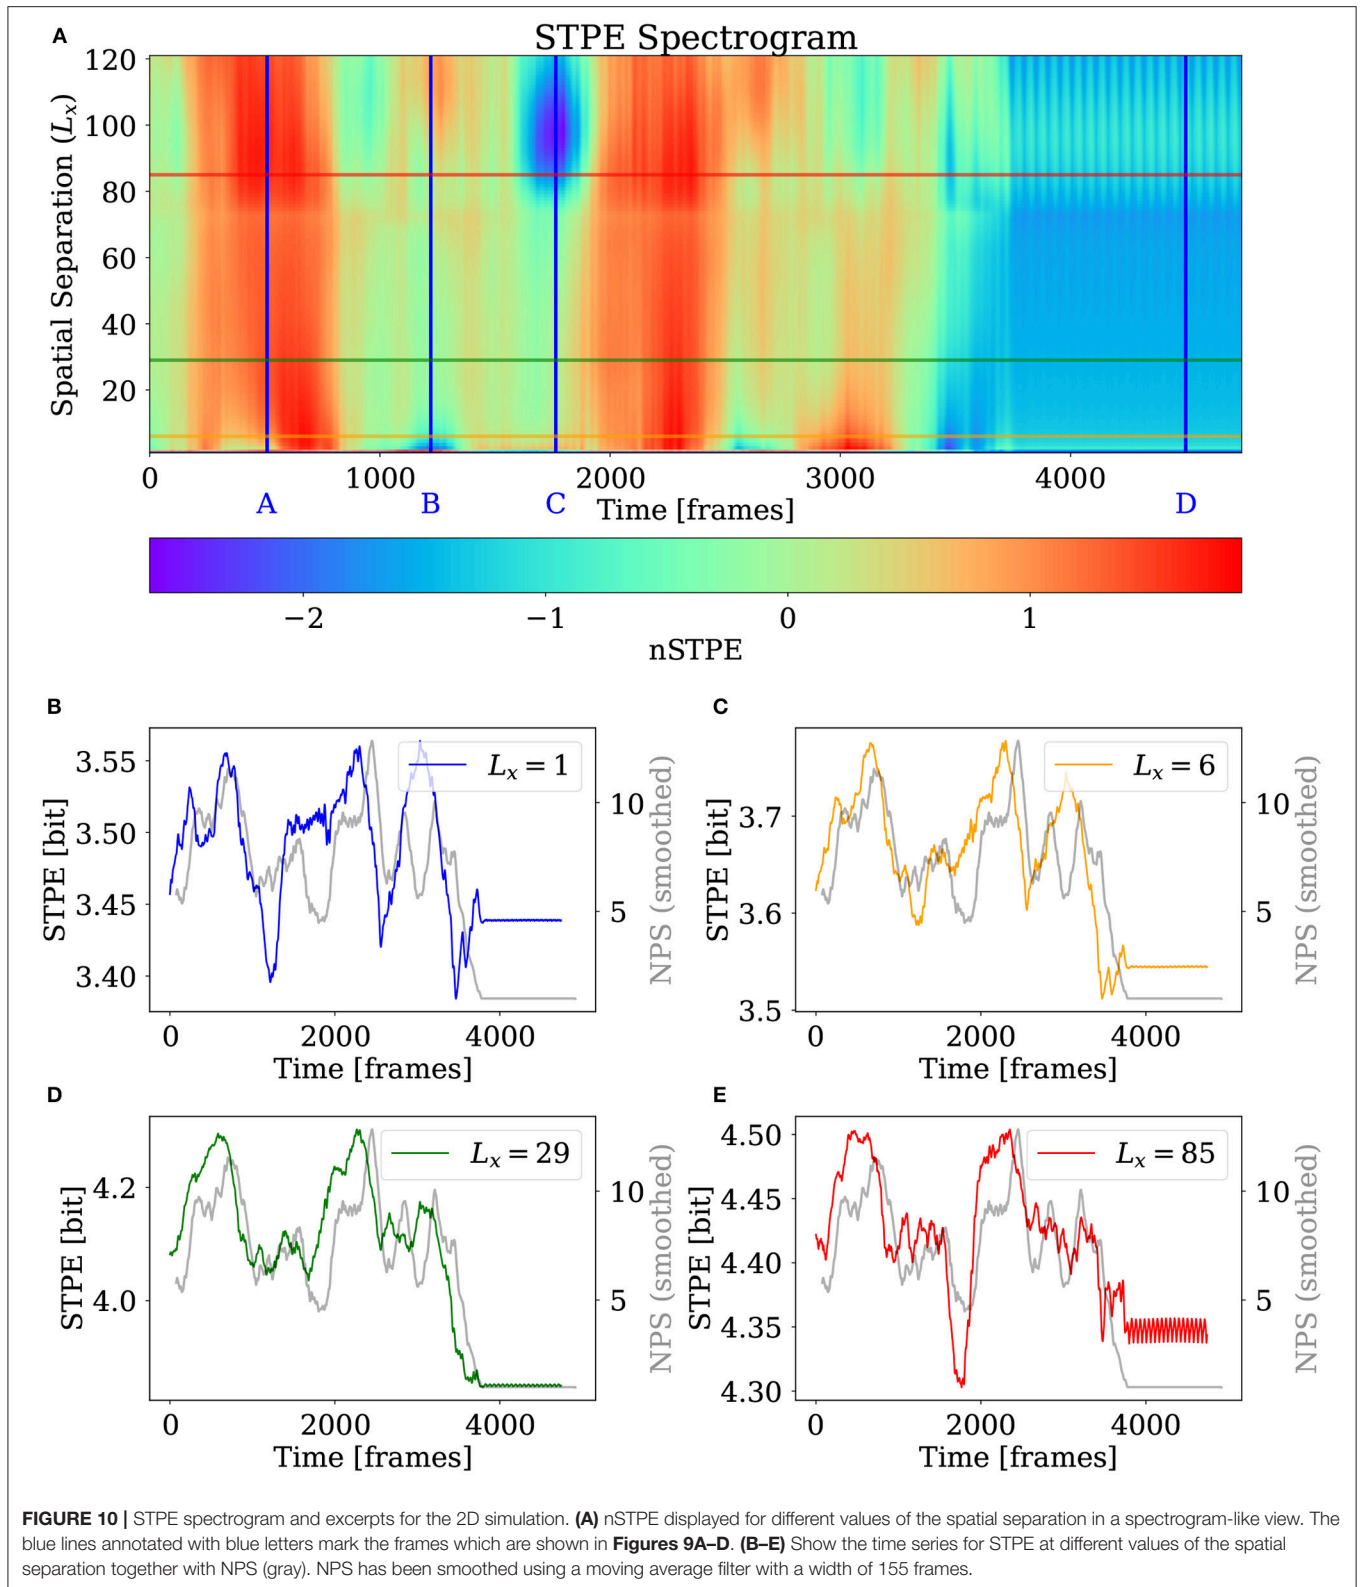 A
STPE Spectrogram
Spatial Separation (Lx)
120
100
80
60
40
20
0 1000 2000 3000 4000
A B C D
Time [frames]
−2 −1 0 1
nSTPE
B
STPE [bit]
3.55
3.50
3.45
3.40
Lx = 1
10
5
NPS (smoothed)
0 2000 4000
Time [frames]
C
STPE [bit]
3.7
3.6
3.5
Lx = 6
10
5
NPS (smoothed)
0 2000 4000
Time [frames]
D
STPE [bit]
4.2
4.0
Lx = 29
10
5
NPS (smoothed)
0 2000 4000
Time [frames]
E
STPE [bit]
4.50
4.45
4.40
4.35
4.30
Lx = 85
10
5
NPS (smoothed)
0 2000 4000
Time [frames]
FIGURE 10 | STPE spectrogram and excerpts for the 2D simulation. (A) nSTPE displayed for different values of the spatial separation in a spectrogram-like view. The
blue lines annotated with blue letters mark the frames which are shown in Figures 9A–D. (B–E) Show the time series for STPE at different values of the spatial
separation together with NPS (gray). NPS has been smoothed using a moving average filter with a width of 155 frames.